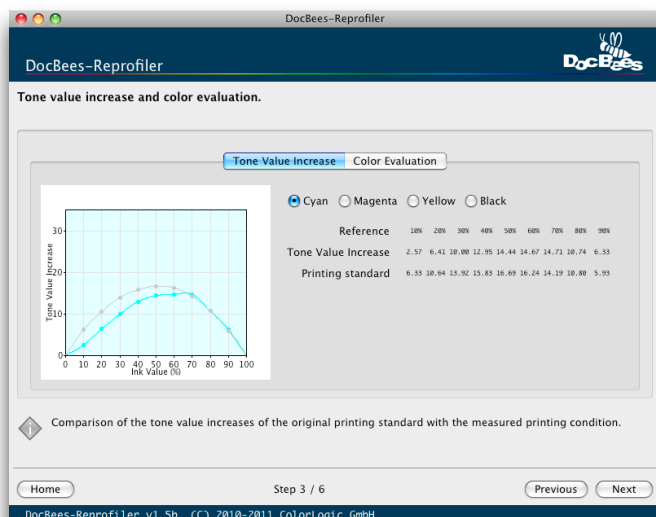 DocBees-Reprofiler
DocBees-Reprofiler
DocBees
Tone value increase and color evaluation.
Tone Value Increase Color Evaluation
Cyan Magenta Yellow Black
Reference 10% 20% 30% 40% 50% 60% 70% 80% 90%
Tone Value Increase 2.57 6.41 10.00 12.95 14.44 14.67 14.71 10.74 6.33
Printing standard 6.33 10.64 13.92 15.83 16.69 16.24 14.19 10.80 5.93
Tone Value Increase
30
20
10
0
0 10 20 30 40 50 60 70 80 90 100
Ink Value (%)
Comparison of the tone value increases of the original printing standard with the measured printing condition.
Home Step 3 / 6 Previous Next
DocBees-Reprofiler v1.5b (C) 2010-2011 ColorLogic GmbH